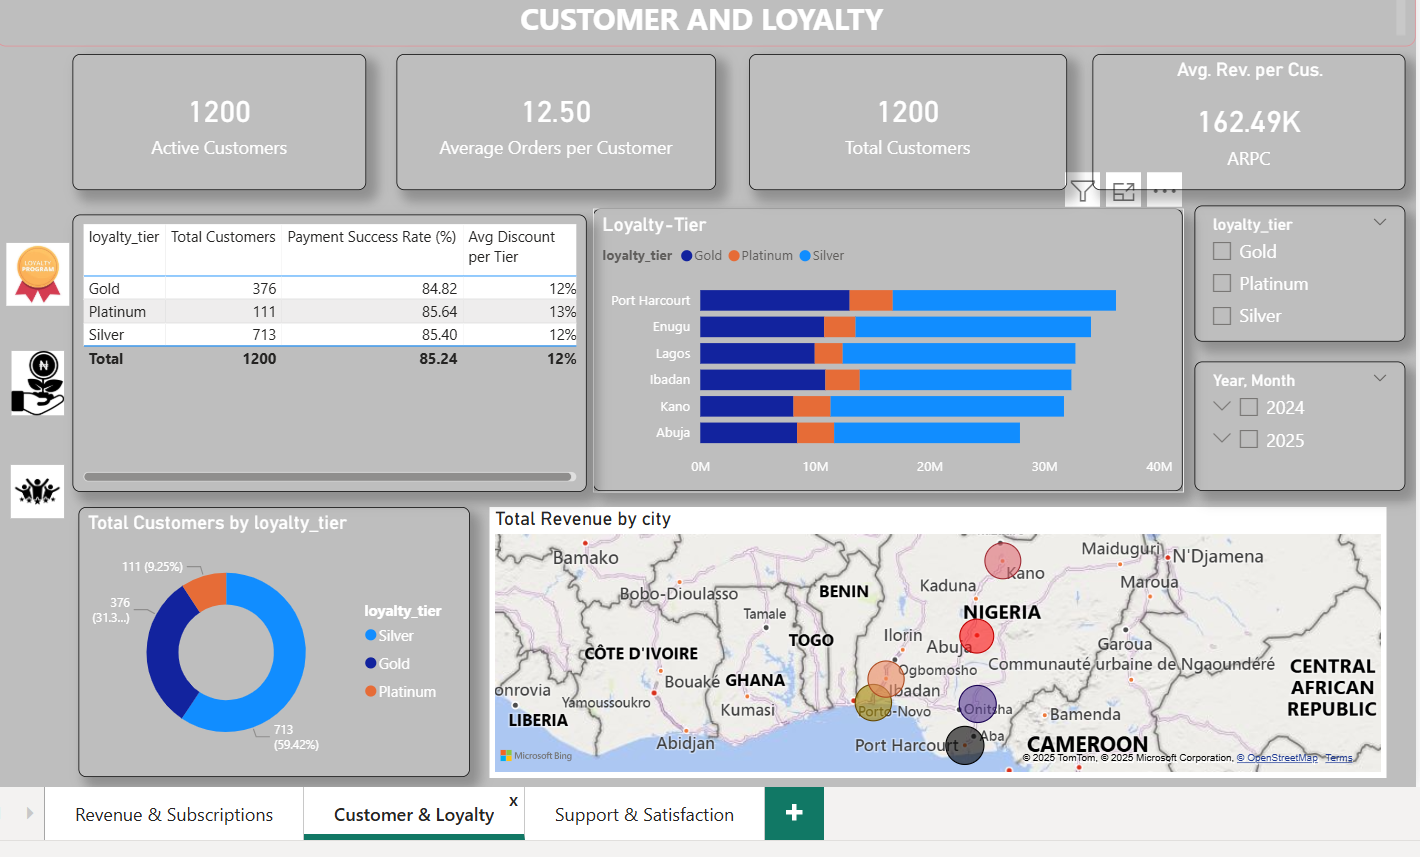 CUSTOMER AND LOYALTY
1200
Active Customers
12.50
Average Orders per Customer
1200
Total Customers
Avg. Rev. per Cus.
162.49K
ARPC
LOYALTY
PROGRAM
₦
loyalty_tier Total Customers Payment Success Rate (%) Avg Discount
per Tier
Gold 376 84.82 12%
Platinum 111 85.64 13%
Silver 713 85.40 12%
Total 1200 85.24 12%
Loyalty-Tier
loyalty_tier Gold Platinum Silver
Port Harcourt
Enugu
Lagos
Ibadan
Kano
Abuja
0M 10M 20M 30M 40M
loyalty_tier
Gold
Platinum
Silver
Year, Month
2024
2025
Total Customers by loyalty_tier
111 (9.25%)
376
(31.3...)
713
(59.42%)
loyalty_tier
Silver
Gold
Platinum
Total Revenue by city
Bamako
Maiduguri
N'Djamena
Kano
Kaduna
Maroua
Bobo-Dioulasso
BENIN
Tamale
NIGERIA
TOGO
Ilorin
Abuja
Garoua
CÔTE D'IVOIRE
Ogbomosho
Communauté urbaine de Ngaoundéré
CENTRAL
AFRICAN
REPUBLIC
Bouaké
GHANA
Ibadan
onrovia
Yamoussoukro
Kumasi
Porto-Novo
Onitsha
Bamenda
LIBERIA
Abidjan
Port Harcourt
Aba
CAMEROON
Microsoft Bing
© 2025 TomTom, © 2025 Microsoft Corporation, © OpenStreetMap Terms
Revenue & Subscriptions
Customer & Loyalty
x
Support & Satisfaction
+